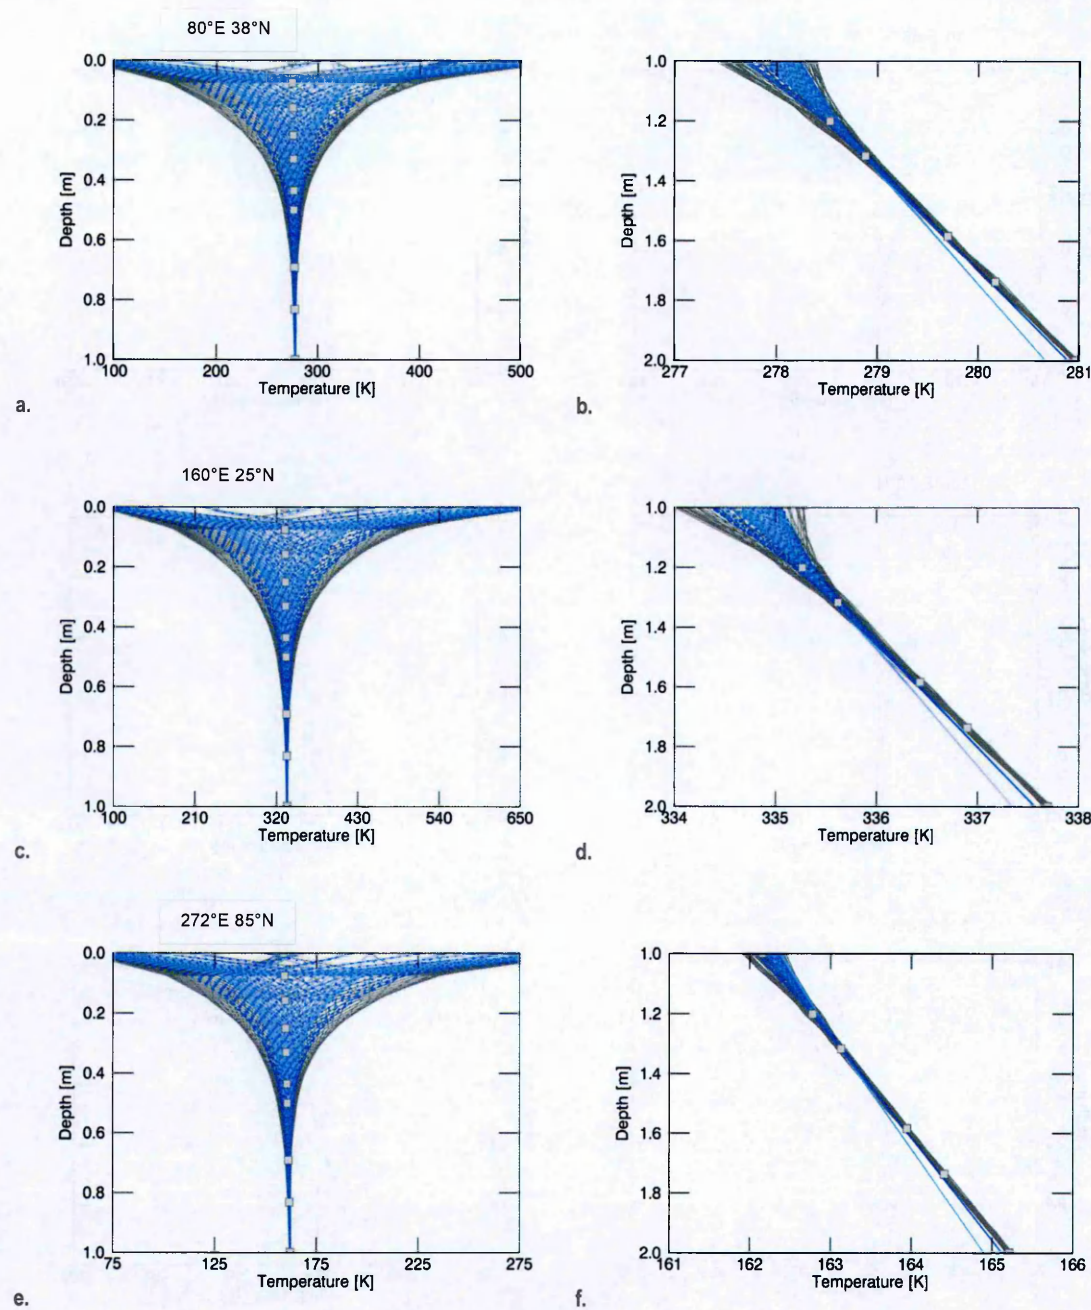 80°E 38°N
0.0
0.2
0.4
0.6
0.8
1.0
Depth [m]
100 200 300 400 500
Temperature [K]
a.
1.0
1.2
1.4
1.6
1.8
2.0
Depth [m]
277 278 279 280 281
Temperature [K]
b.
160°E 25°N
0.0
0.2
0.4
0.6
0.8
1.0
Depth [m]
100 210 320 430 540 650
Temperature [K]
c.
1.0
1.2
1.4
1.6
1.8
2.0
Depth [m]
334 335 336 337 338
Temperature [K]
d.
272°E 85°N
0.0
0.2
0.4
0.6
0.8
1.0
Depth [m]
75 125 175 225 275
Temperature [K]
e.
1.0
1.2
1.4
1.6
1.8
2.0
Depth [m]
161 162 163 164 165 166
Temperature [K]
f.